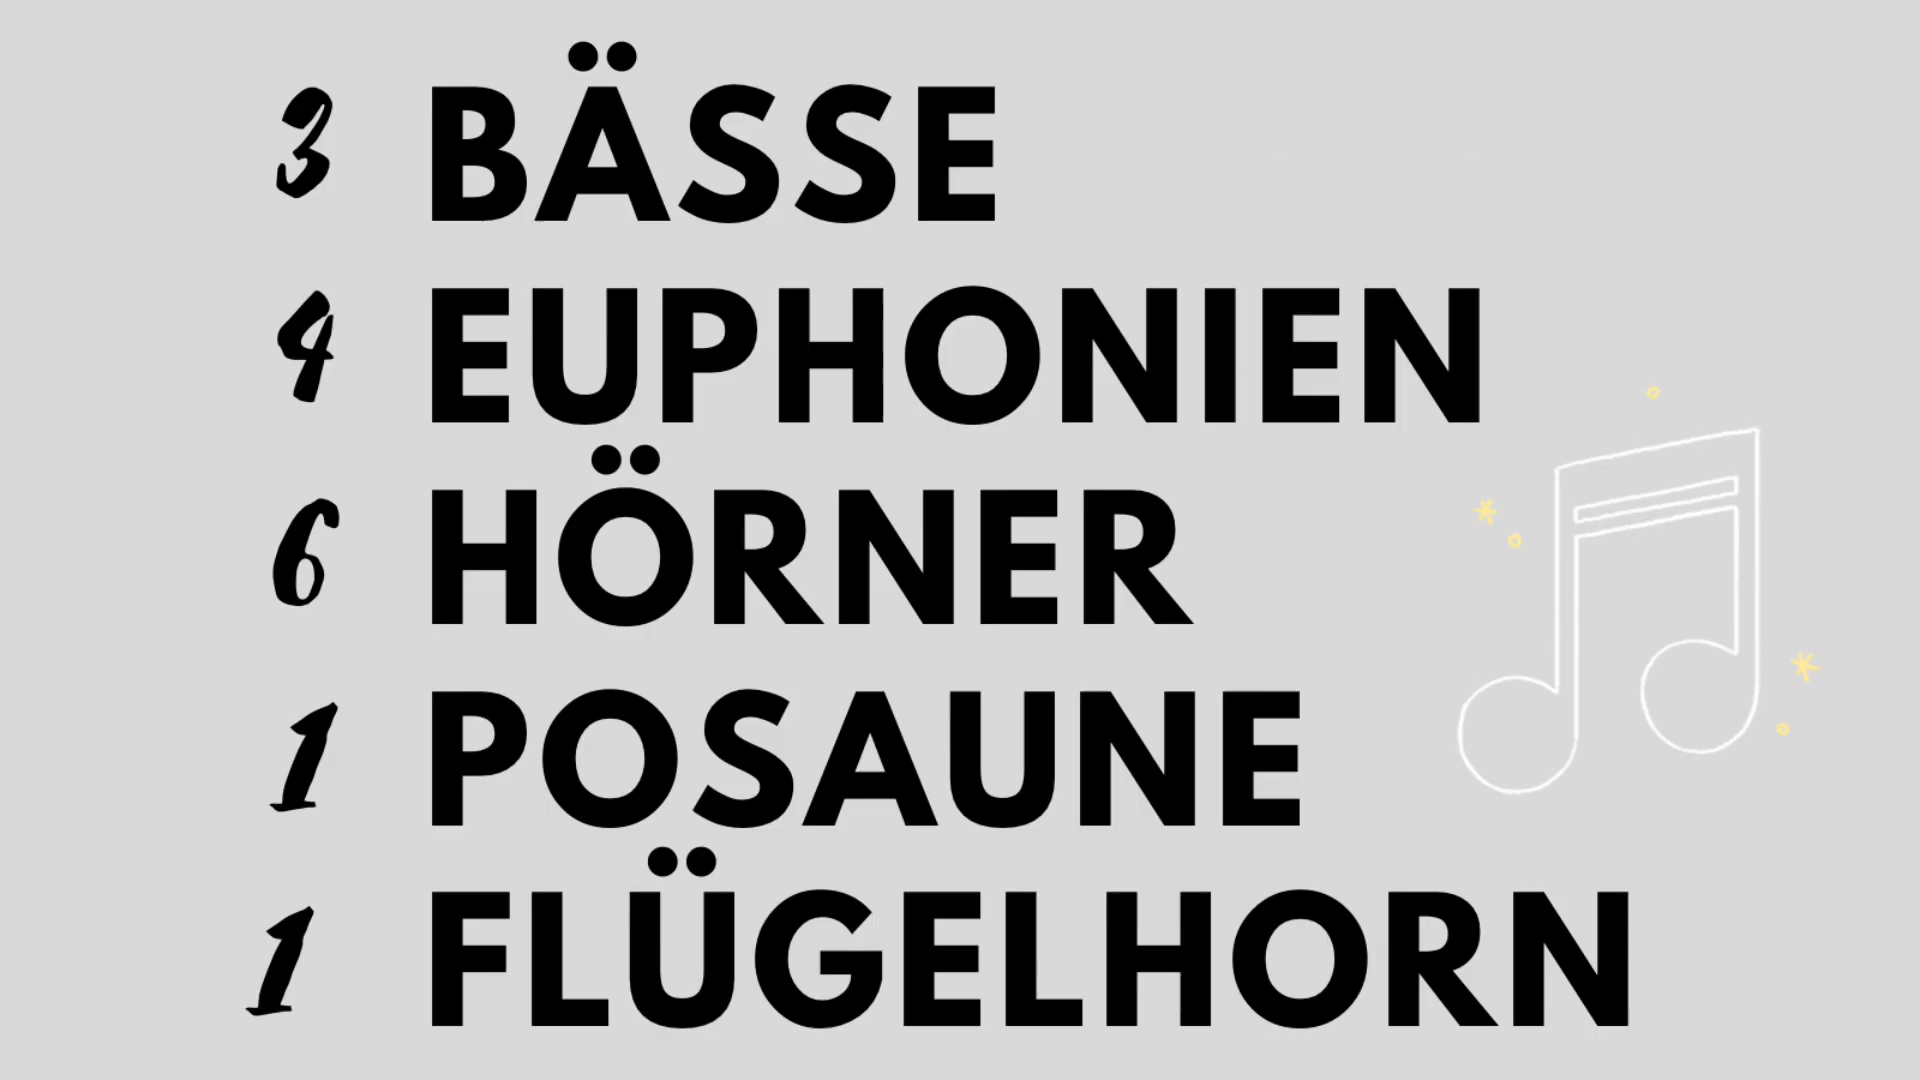 3 BÄSSE
4 EUPHONIEN
6 HÖRNER
1 POSAUNE
1 FLÜGELHORN